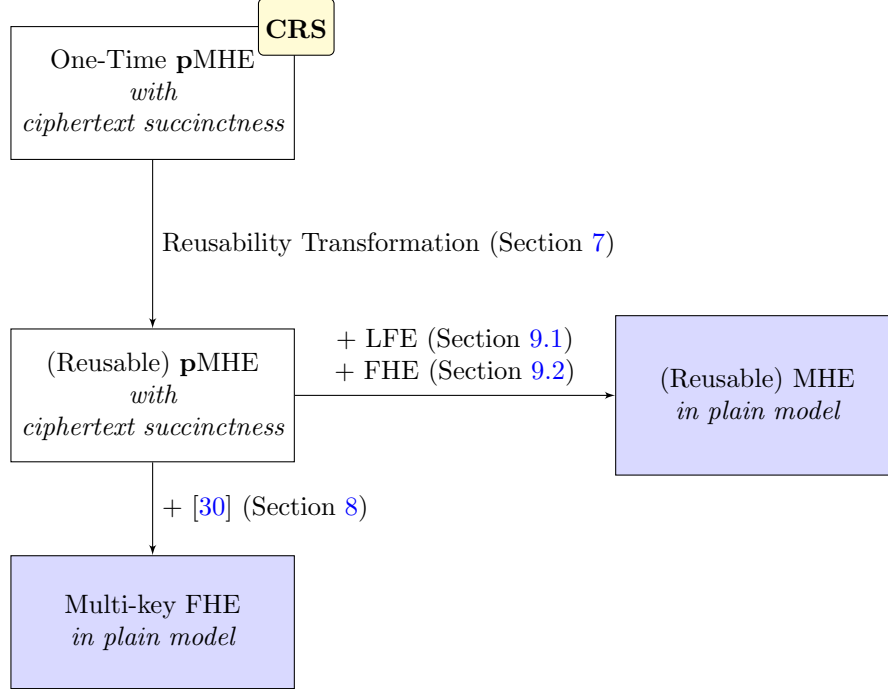 CRS
One-Time pMHE
with
ciphertext succinctness
Reusability Transformation (Section 7)
(Reusable) pMHE
with
ciphertext succinctness
+ LFE (Section 9.1)
+ FHE (Section 9.2)
(Reusable) MHE
in plain model
+ [30] (Section 8)
Multi-key FHE
in plain model